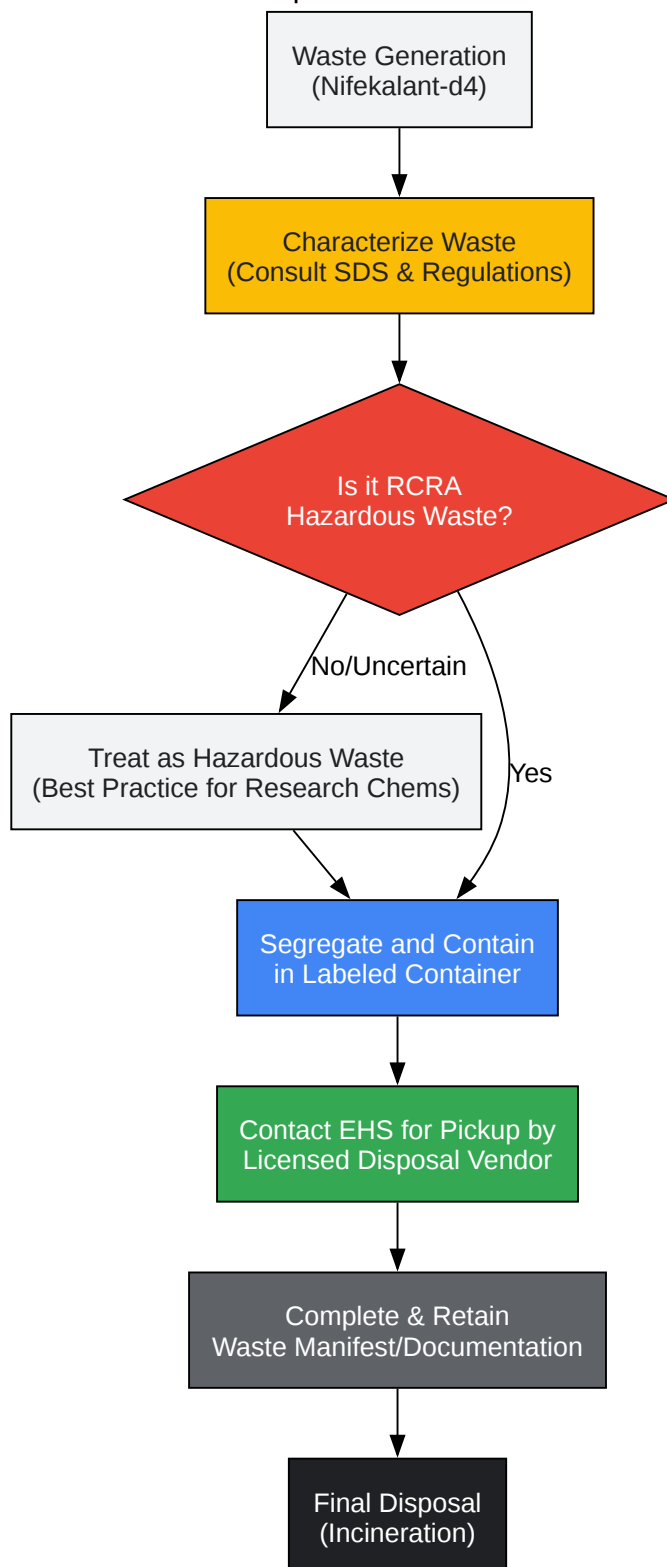 Waste Generation
(Nifekalant-d4)
Characterize Waste
(Consult SDS & Regulations)
Is it RCRA
Hazardous Waste?
No/Uncertain
Treat as Hazardous Waste
(Best Practice for Research Chems)
Yes
Segregate and Contain
in Labeled Container
Contact EHS for Pickup by
Licensed Disposal Vendor
Complete & Retain
Waste Manifest/Documentation
Final Disposal
(Incineration)